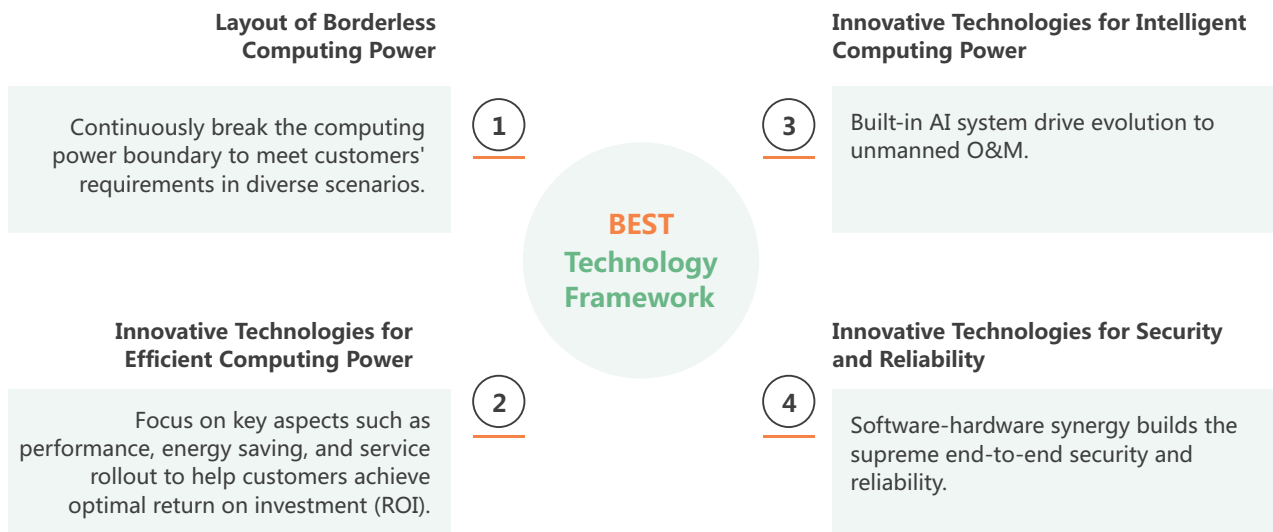 Layout of Borderless
Computing Power
1
Continuously break the computing
power boundary to meet customers'
requirements in diverse scenarios.
Innovative Technologies for
Efficient Computing Power
2
Focus on key aspects such as
performance, energy saving, and service
rollout to help customers achieve
optimal return on investment (ROI).
BEST
Technology
Framework
Innovative Technologies for Intelligent
Computing Power
3
Built-in AI system drive evolution to
unmanned O&M.
Innovative Technologies for Security
and Reliability
4
Software-hardware synergy builds the
supreme end-to-end security and
reliability.